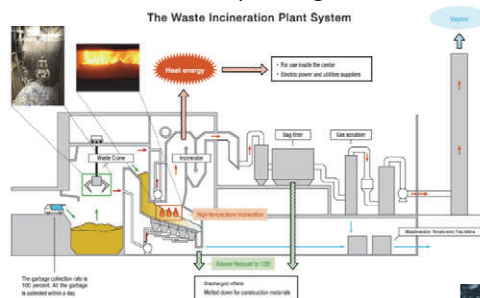 The Waste Incineration Plant System
Vapor
Heat energy
• For use inside the center
• Electric power and utilities suppliers
Bag filter
Gas scrubber
Waste Crane
Incinerator
High-temperature incineration
Wastewater Treatment Facilities
Volume Reduced to 1/20
The garbage collection rate is
100 percent. All the garbage
is collected within a day.
Discharged offals
Melted down for construction materials